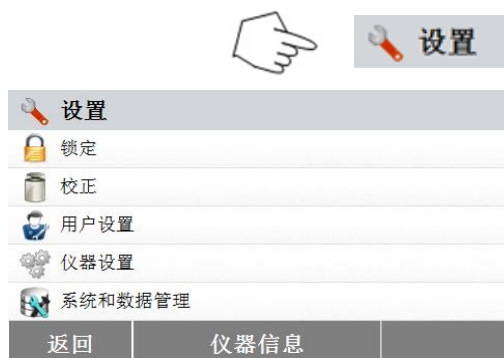 设置
设置
锁定
校正
用户设置
仪器设置
系统和数据管理
返回 仪器信息